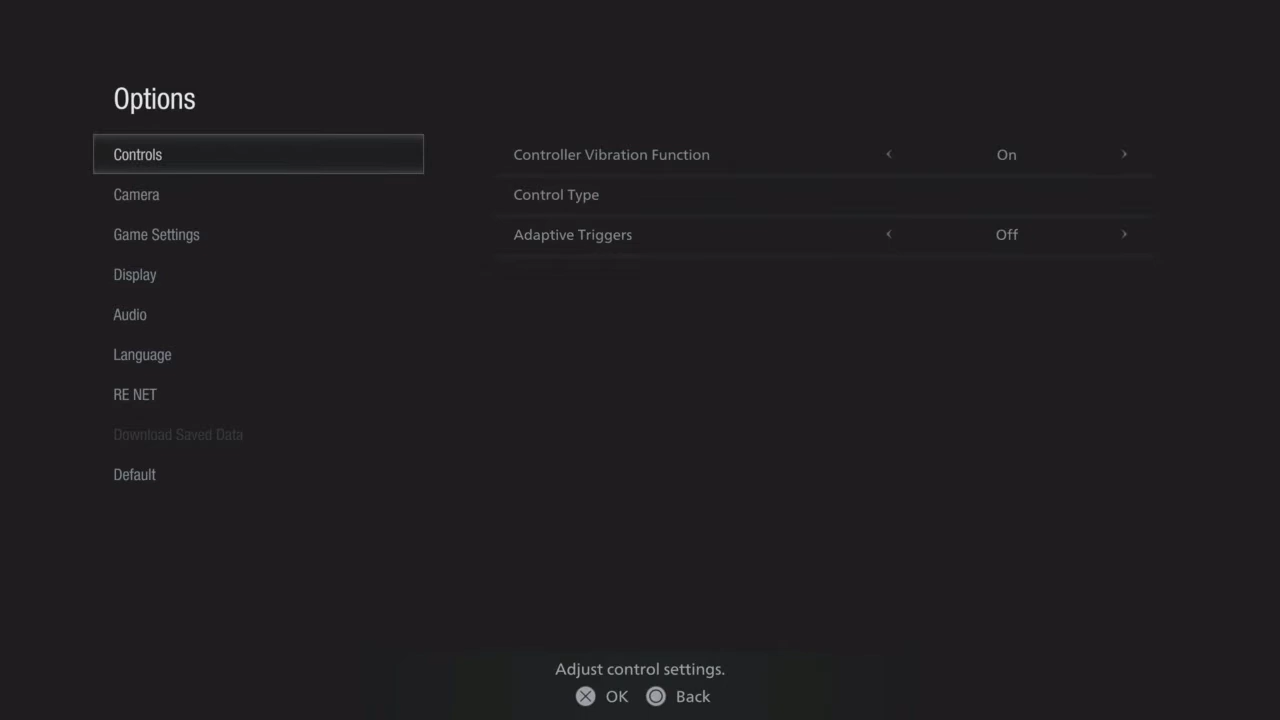 Options
Controls
Camera
Game Settings
Display
Audio
Language
RE NET
Download Saved Data
Default
Controller Vibration Function < On >
Control Type
Adaptive Triggers < Off >
Adjust control settings.
OK Back